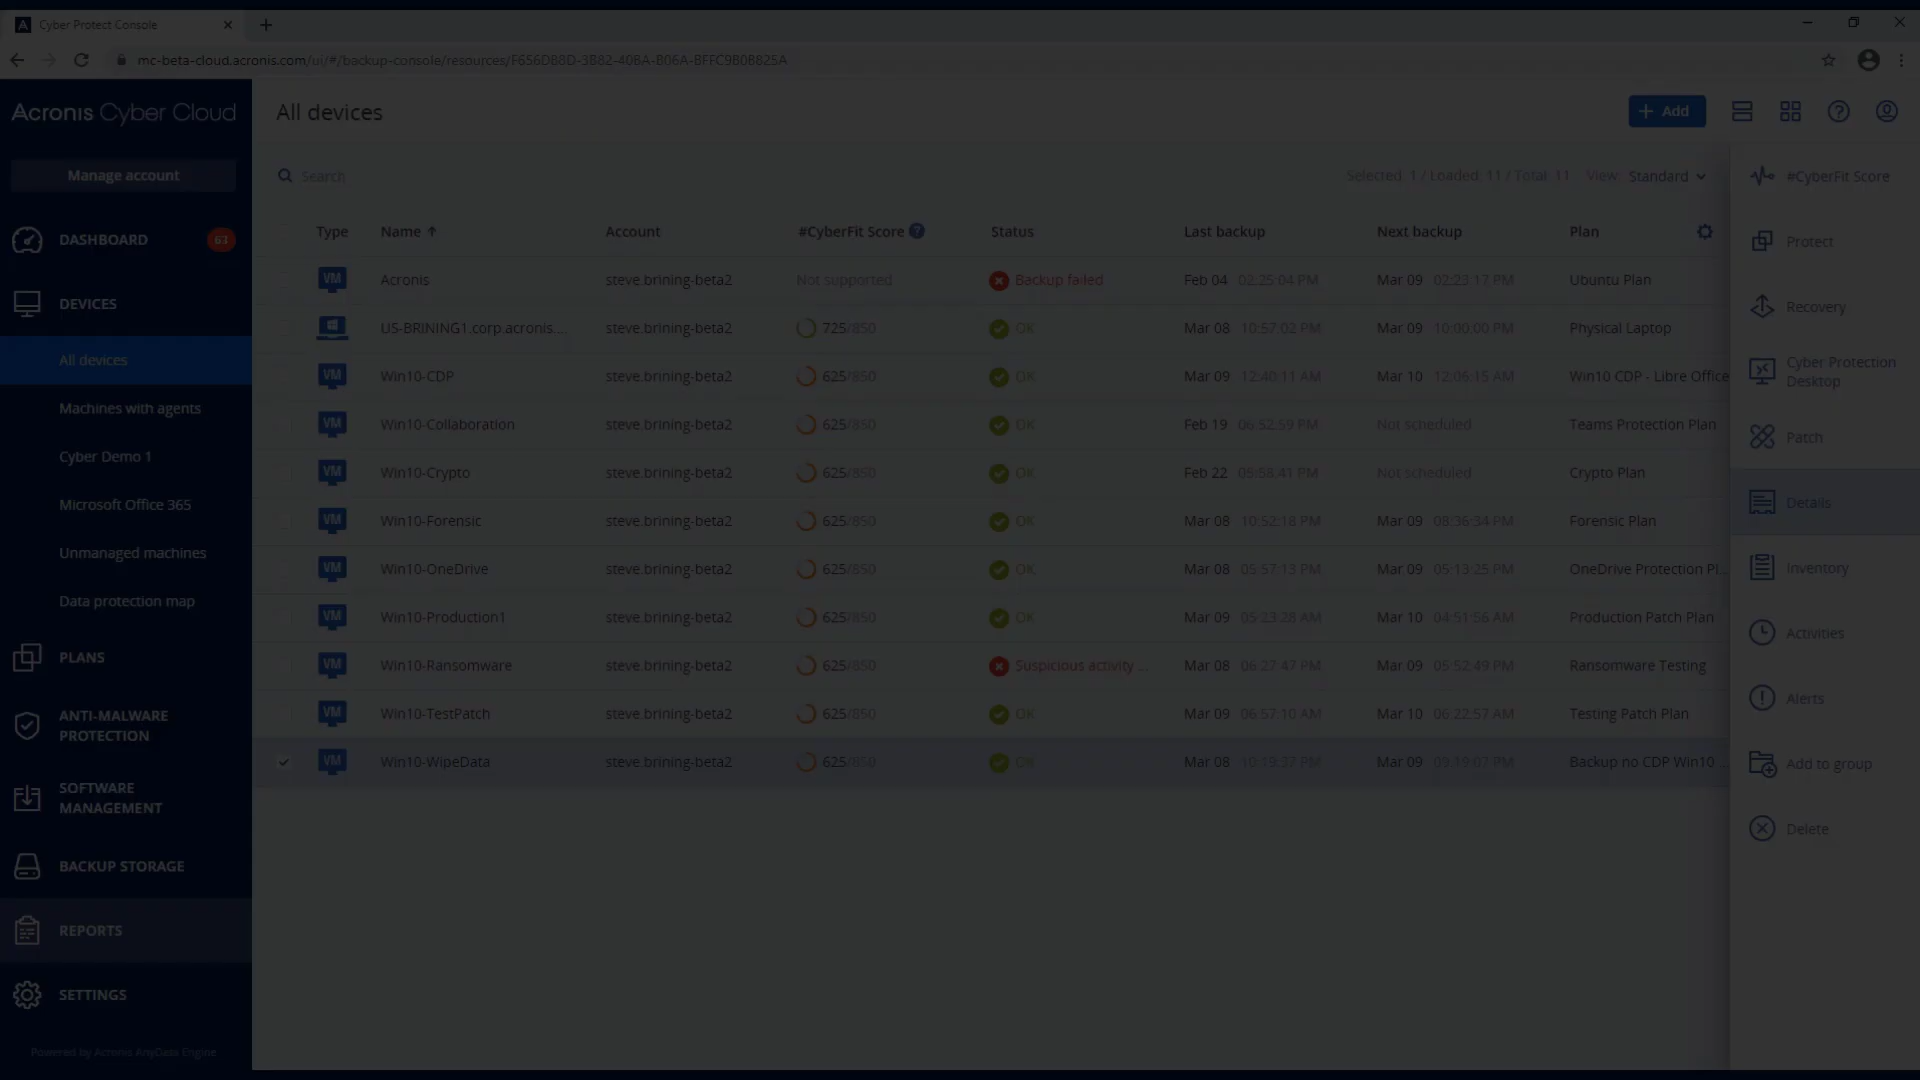 Cyber Protect Console
mc-beta-cloud.acronis.com/ui/#/backup-console/resources/F656DB8D-3B82-40BA-B06A-BFFC9B0B825A
Acronis Cyber Cloud
Manage account
DASHBOARD 63
DEVICES
All devices
Machines with agents
Cyber Demo 1
Microsoft Office 365
Unmanaged machines
Data protection map
PLANS
ANTI-MALWARE
PROTECTION
SOFTWARE
MANAGEMENT
BACKUP STORAGE
REPORTS
SETTINGS
Powered by Acronis AnyData Engine
All devices
+ Add
Search
Selected: 1 / Loaded: 11 / Total: 11 View: Standard
Type Name Account #CyberFit Score ? Status Last backup Next backup Plan
VM Acronis steve.brining-beta2 Not supported Backup failed Feb 04 02:25:04 PM Mar 09 02:23:17 PM Ubuntu Plan
US-BRINING1.corp.acronis.... steve.brining-beta2 725/850 OK Mar 08 10:57:02 PM Mar 09 10:00:00 PM Physical Laptop
VM Win10-CDP steve.brining-beta2 625/850 OK Mar 09 12:40:11 AM Mar 10 12:06:15 AM Win10 CDP - Libre Office
VM Win10-Collaboration steve.brining-beta2 625/850 OK Feb 19 06:52:59 PM Not scheduled Teams Protection Plan
VM Win10-Crypto steve.brining-beta2 625/850 OK Feb 22 08:58:41 PM Not scheduled Crypto Plan
VM Win10-Forensic steve.brining-beta2 625/850 OK Mar 08 10:52:18 PM Mar 09 08:36:34 PM Forensic Plan
VM Win10-OneDrive steve.brining-beta2 625/850 OK Mar 08 05:57:13 PM Mar 09 05:13:25 PM OneDrive Protection Pl...
VM Win10-Production1 steve.brining-beta2 625/850 OK Mar 09 05:23:28 AM Mar 10 04:51:56 AM Production Patch Plan
VM Win10-Ransomware steve.brining-beta2 625/850 Suspicious activity ... Mar 08 06:27:47 PM Mar 09 05:52:49 PM Ransomware Testing
VM Win10-TestPatch steve.brining-beta2 625/850 OK Mar 09 06:57:10 AM Mar 10 06:22:57 AM Testing Patch Plan
VM Win10-WipeData steve.brining-beta2 625/850 OK Mar 08 10:19:37 PM Mar 09 09:19:07 PM Backup no CDP Win10 ...
#CyberFit Score
Protect
Recovery
Cyber Protection
Desktop
Patch
Details
Inventory
Activities
Alerts
Add to group
Delete